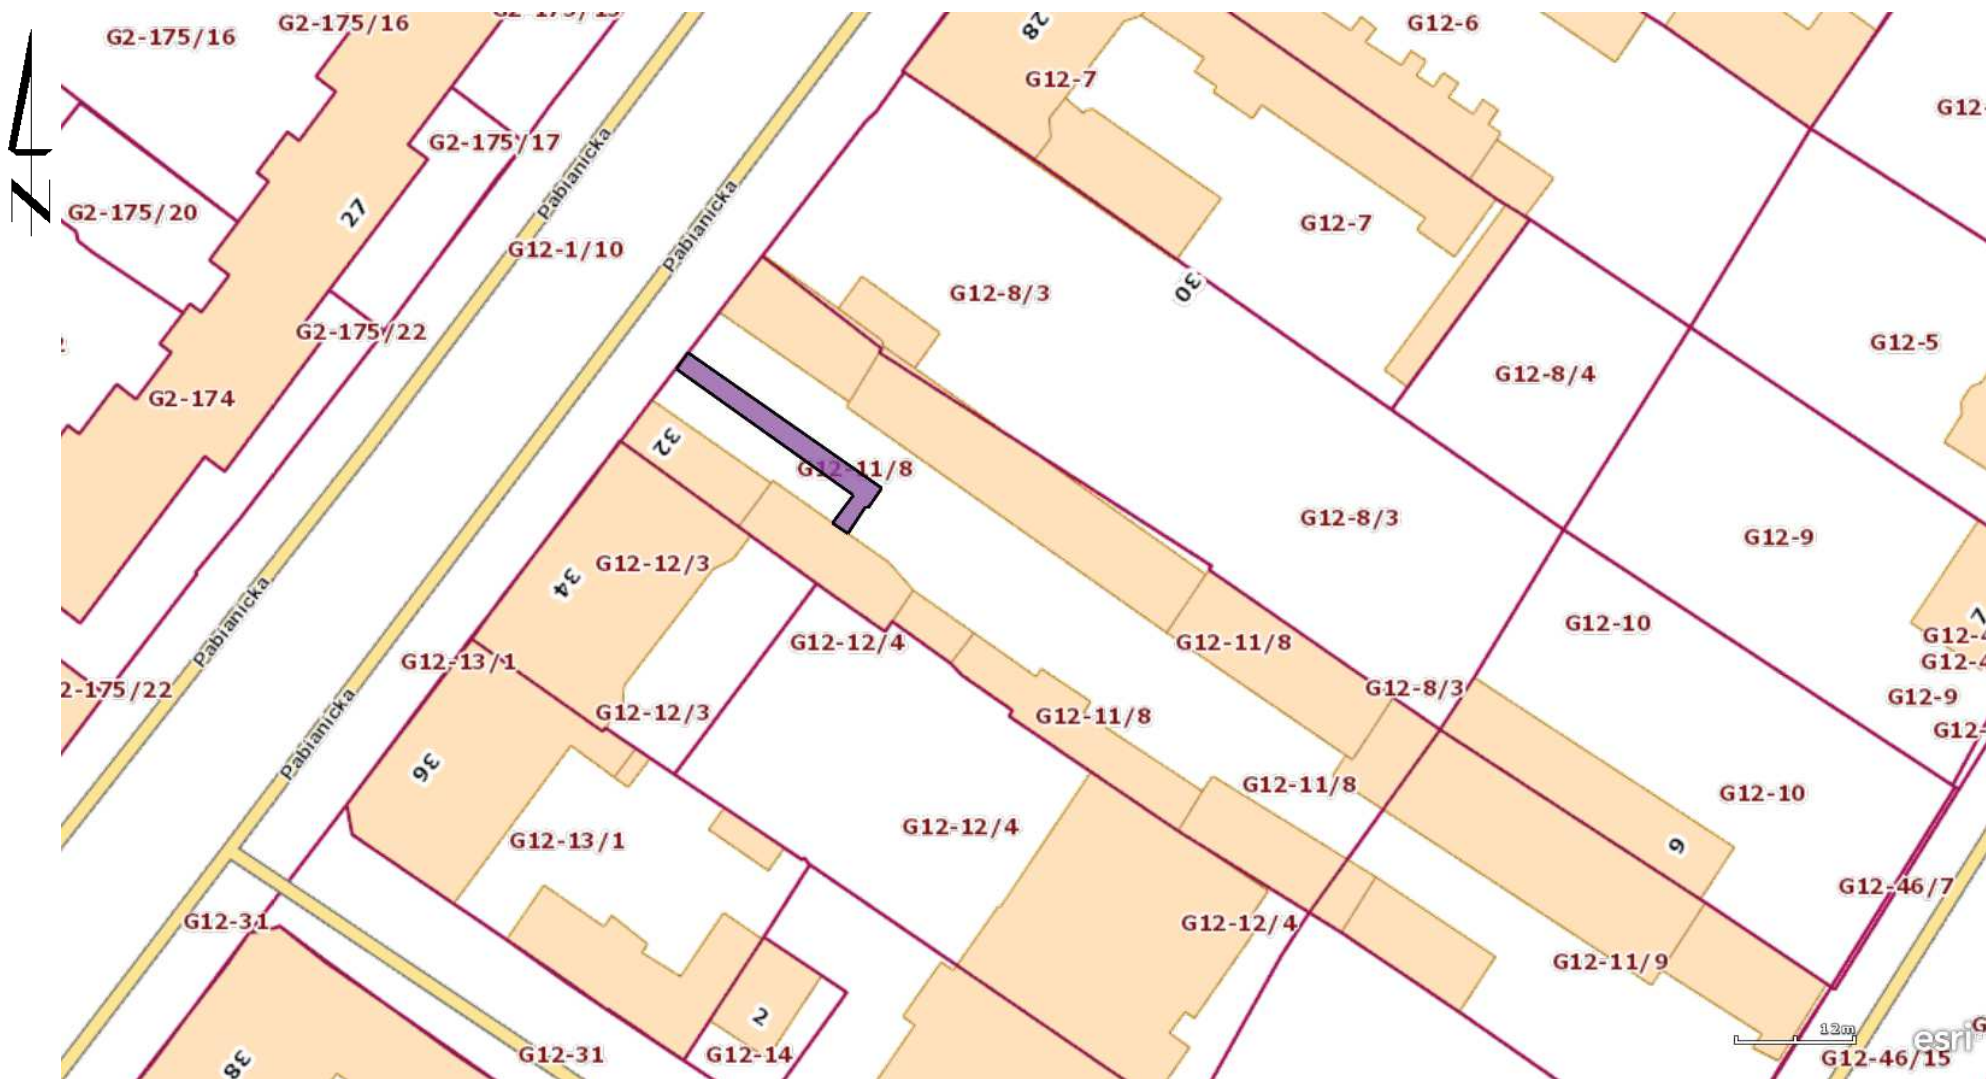 G2-175/16
G2-175/16
G12-6
28
G12-7
G2-175/17
Pabianicka
27
G2-175/20
Pabianicka
G12-7
G12-1/10
G12-8/3
30
G2-175/22
G12-5
G12-8/4
G2-174
32
G12-11/8
G12-8/3
G12-9
G12-12/3
34
Pabianicka
G12-10
G12-12/4
G12-11/8
G12-13/1
2-175/22
G12-8/3
G12-9
G12-12/3
G12-11/8
Pabianicka
36
G12-11/8
G12-10
G12-12/4
G12-13/1
6
G12-46/7
G12-31
G12-12/4
G12-11/9
2
N
12m
esri
38
G12-31
G12-14
G12-46/15